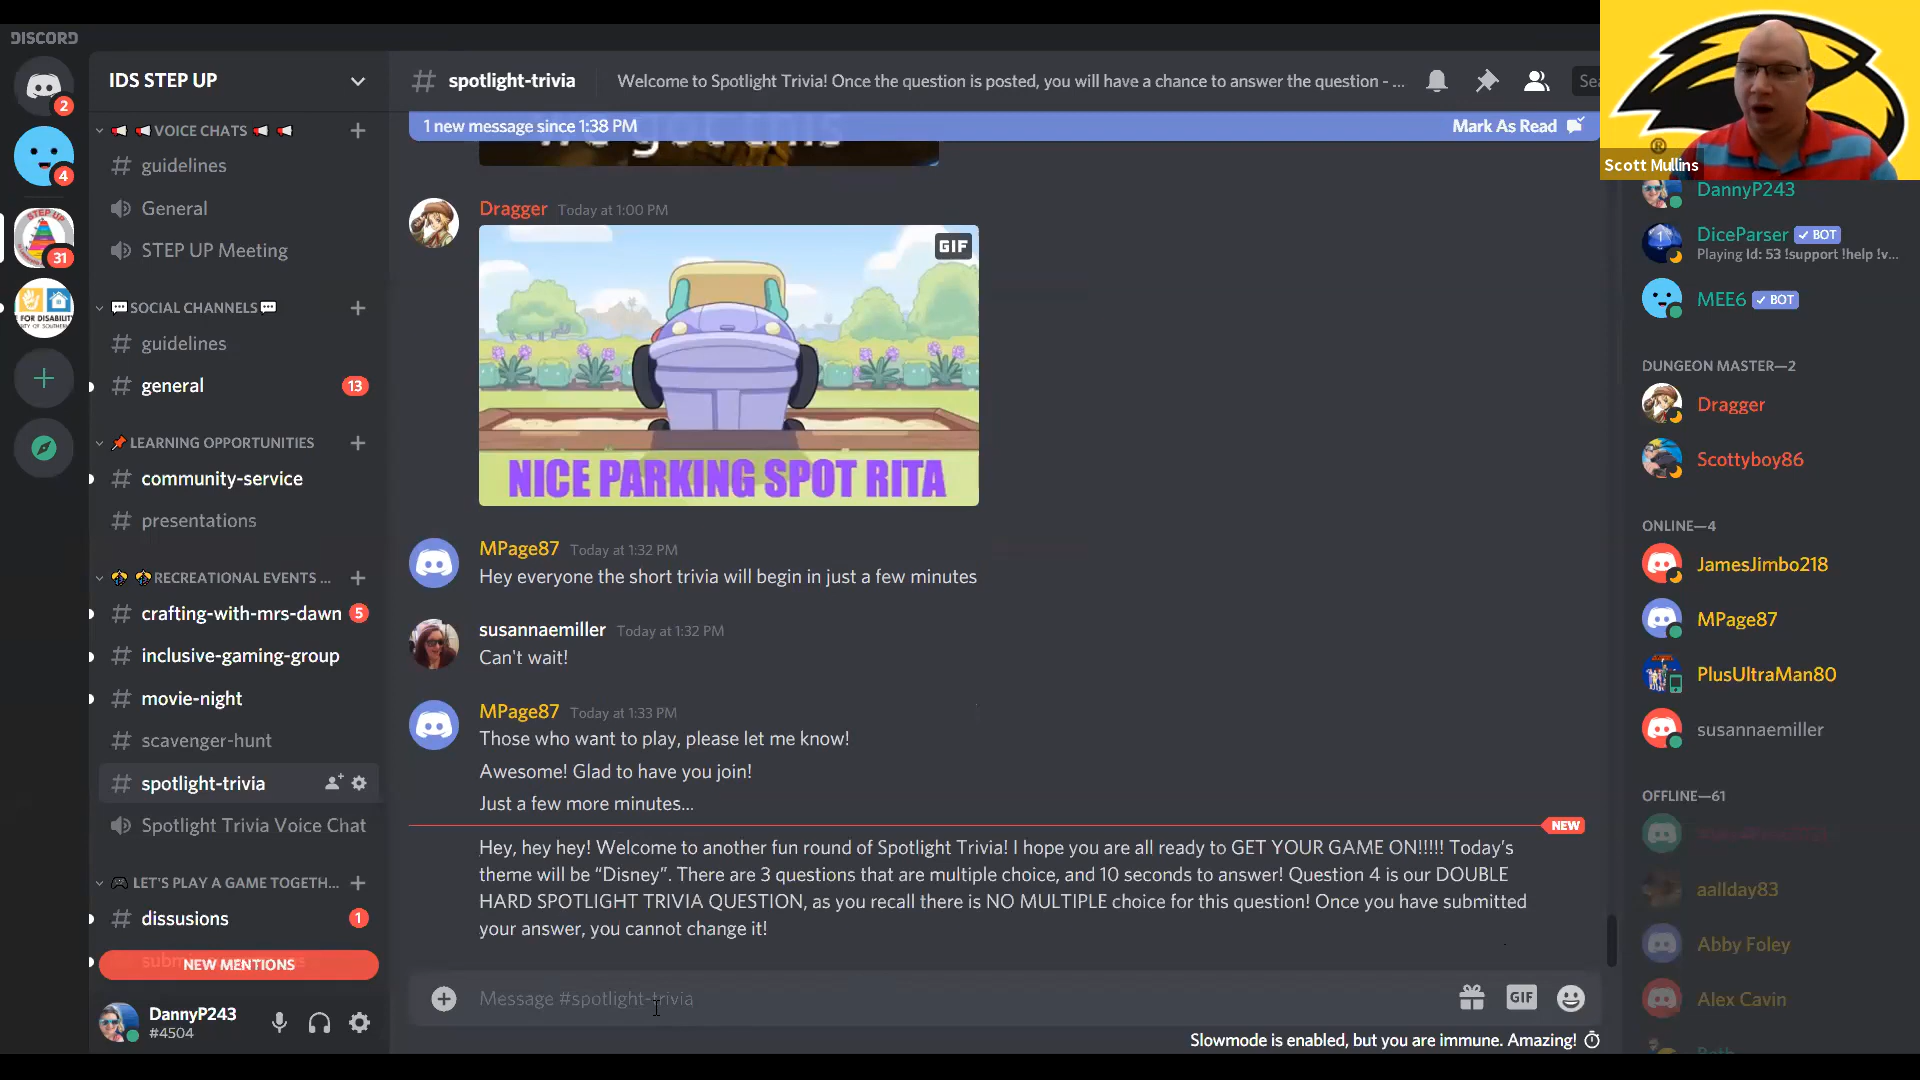 DISCORD
IDS STEP UP
spotlight-trivia
Welcome to Spotlight Trivia! Once the question is posted, you will have a chance to answer the question - ...
Sea
1 new message since 1:38 PM
Mark As Read
2
4
31
VOICE CHATS
guidelines
General
STEP UP Meeting
SOCIAL CHANNELS
guidelines
general
13
LEARNING OPPORTUNITIES
community-service
presentations
RECREATIONAL EVENTS ...
crafting-with-mrs-dawn
5
inclusive-gaming-group
movie-night
scavenger-hunt
spotlight-trivia
Spotlight Trivia Voice Chat
LET'S PLAY A GAME TOGETH...
dissusions
1
NEW MENTIONS
DannyP243
#4504
we got this
Dragger Today at 1:00 PM
GIF
NICE PARKING SPOT RITA
MPage87 Today at 1:32 PM
Hey everyone the short trivia will begin in just a few minutes
susannaemiller Today at 1:32 PM
Can't wait!
MPage87 Today at 1:33 PM
Those who want to play, please let me know!
Awesome! Glad to have you join!
Just a few more minutes...
NEW
Hey, hey hey! Welcome to another fun round of Spotlight Trivia! I hope you are all ready to GET YOUR GAME ON!!!!! Today's
theme will be “Disney”. There are 3 questions that are multiple choice, and 10 seconds to answer! Question 4 is our DOUBLE
HARD SPOTLIGHT TRIVIA QUESTION, as you recall there is NO MULTIPLE choice for this question! Once you have submitted
your answer, you cannot change it!
Message #spotlight-trivia
GIF
Slowmode is enabled, but you are immune. Amazing!
Scott Mullins
®
DannyP243
DiceParser BOT
Playing Id: 53 !support !help !v...
MEE6 BOT
DUNGEON MASTER—2
Dragger
Scottyboy86
ONLINE—4
JamesJimbo218
MPage87
PlusUltraMan80
susannaemiller
OFFLINE—61
aallday83
Abby Foley
Alex Cavin
Beth